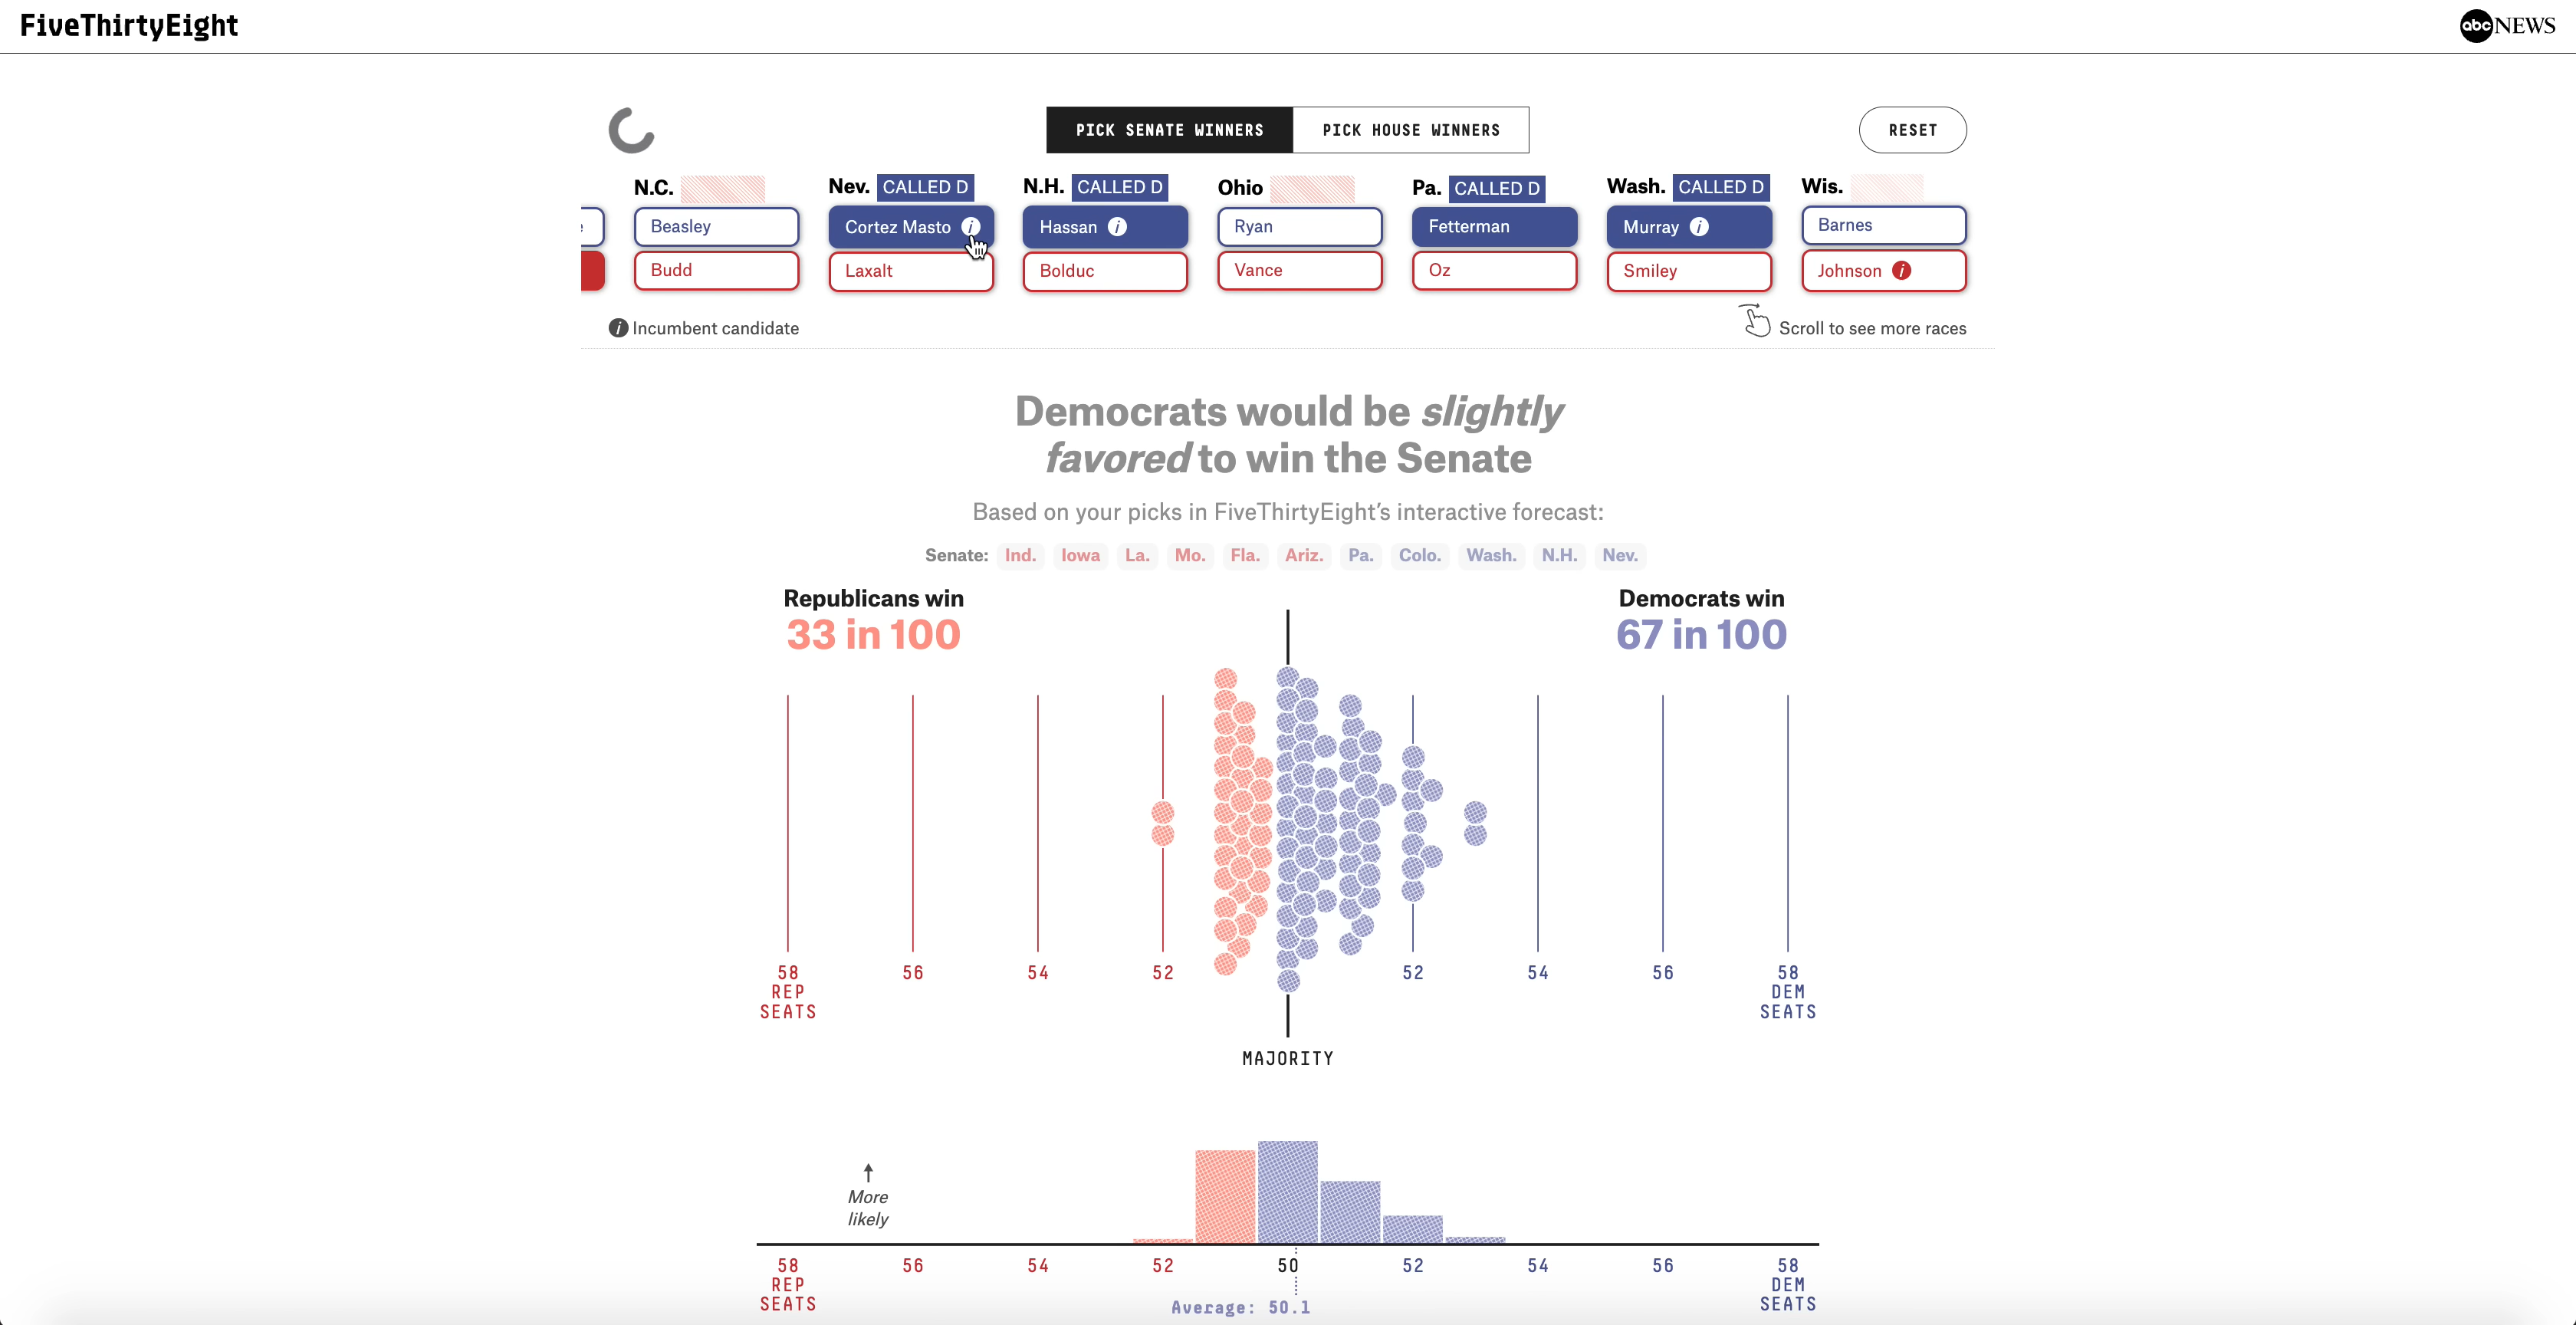 FiveThirtyEight
abc NEWS
PICK SENATE WINNERS
PICK HOUSE WINNERS
RESET
N.C.
Nev. CALLED D
N.H. CALLED D
Ohio
Pa. CALLED D
Wash. CALLED D
Wis.
Beasley
Cortez Masto i
Hassan i
Ryan
Fetterman
Murray i
Barnes
Budd
Laxalt
Bolduc
Vance
Oz
Smiley
Johnson i
i Incumbent candidate
Scroll to see more races
Democrats would be slightly
favored to win the Senate
Based on your picks in FiveThirtyEight’s interactive forecast:
Senate: Ind. Iowa La. Mo. Fla. Ariz. Pa. Colo. Wash. N.H. Nev.
Republicans win
33 in 100
Democrats win
67 in 100
58 56 54 52 52 54 56 58
REP
SEATS
DEM
SEATS
MAJORITY
More
likely
58 56 54 52 50 52 54 56 58
REP
SEATS
DEM
SEATS
Average: 50.1